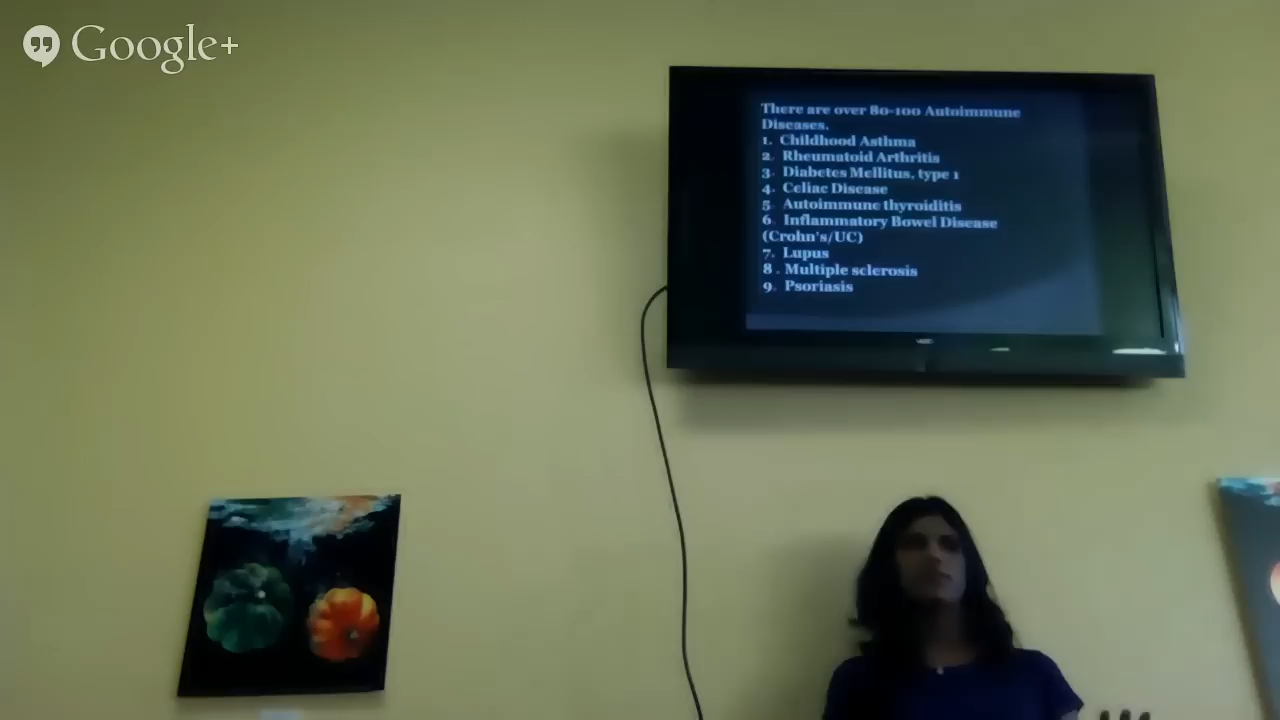 Google+
There are over 80-100 Autoimmune
Diseases.
1. Childhood Asthma
2. Rheumatoid Arthritis
3. Diabetes Mellitus, type 1
4. Celiac Disease
5. Autoimmune thyroiditis
6. Inflammatory Bowel Disease
(Crohn's/UC)
7. Lupus
8. Multiple sclerosis
9. Psoriasis